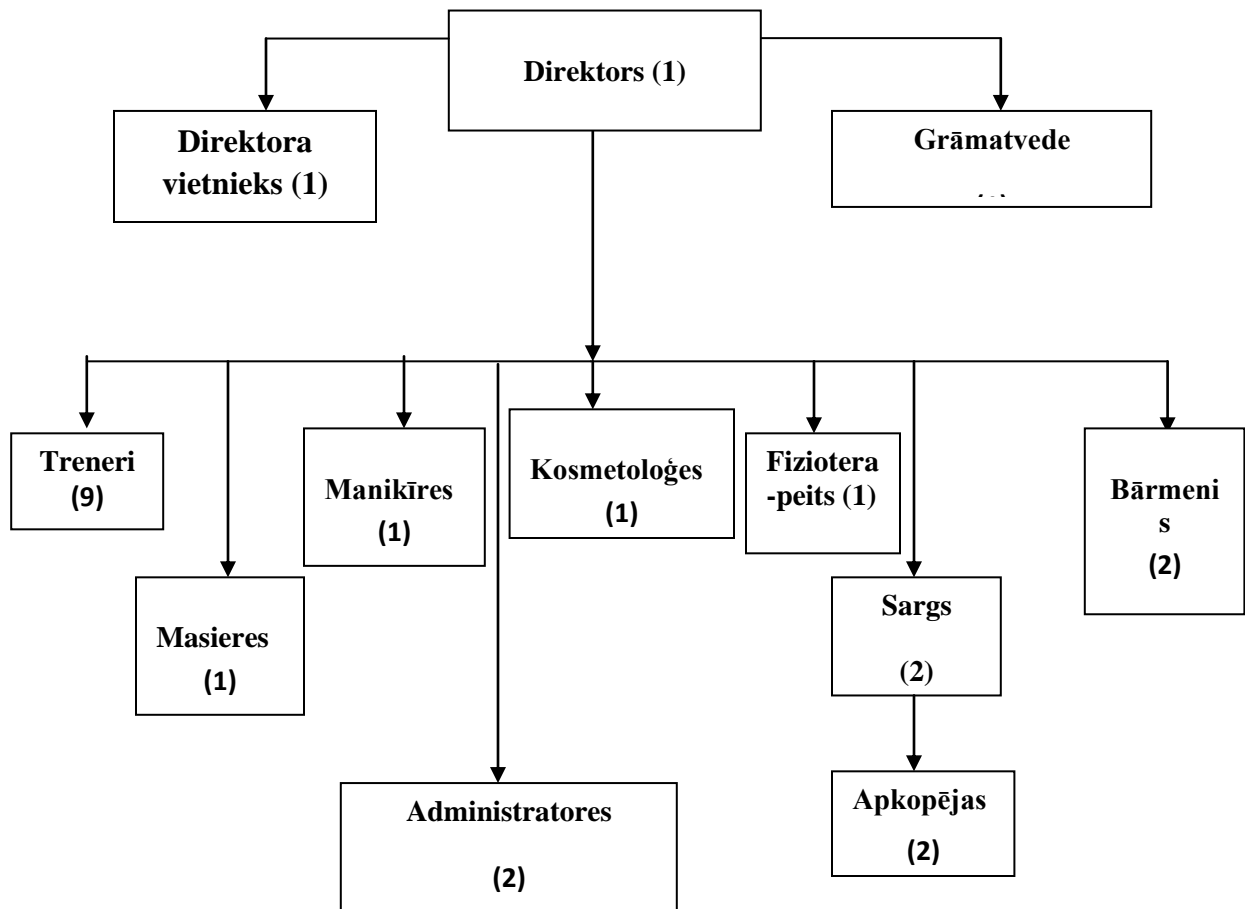 Direktors (1)
Direktora
vietnieks (1)
Grāmatvede
Treneri
(9)
Manikīres
(1)
Kosmetoloģes
(1)
Fiziotera
-peits (1)
Bārmeni
s
(2)
Masieres
(1)
Sargs
(2)
Administratores
(2)
Apkopējas
(2)